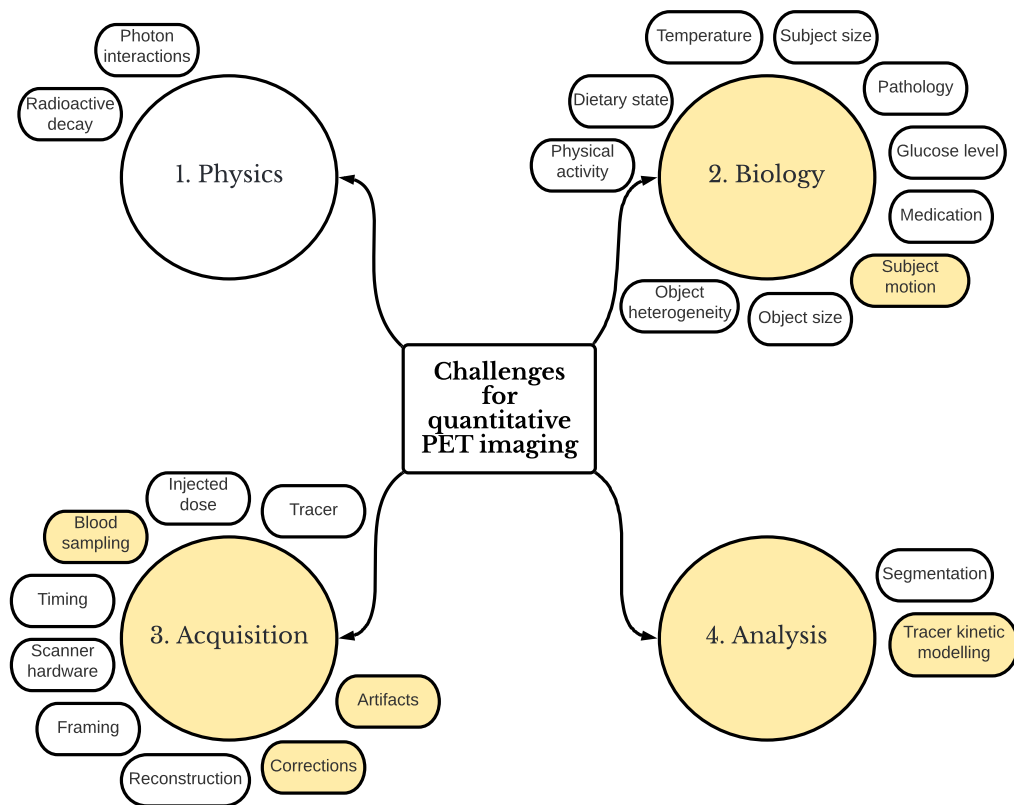 Photon
interactions
Radioactive
decay
1. Physics
Temperature
Subject size
Dietary state
Pathology
Physical
activity
Glucose level
2. Biology
Medication
Subject
motion
Object
heterogeneity
Object size
Challenges
for
quantitative
PET imaging
Injected
dose
Tracer
Blood
sampling
Timing
3. Acquisition
Scanner
hardware
Artifacts
Framing
Corrections
Reconstruction
4. Analysis
Segmentation
Tracer kinetic
modelling